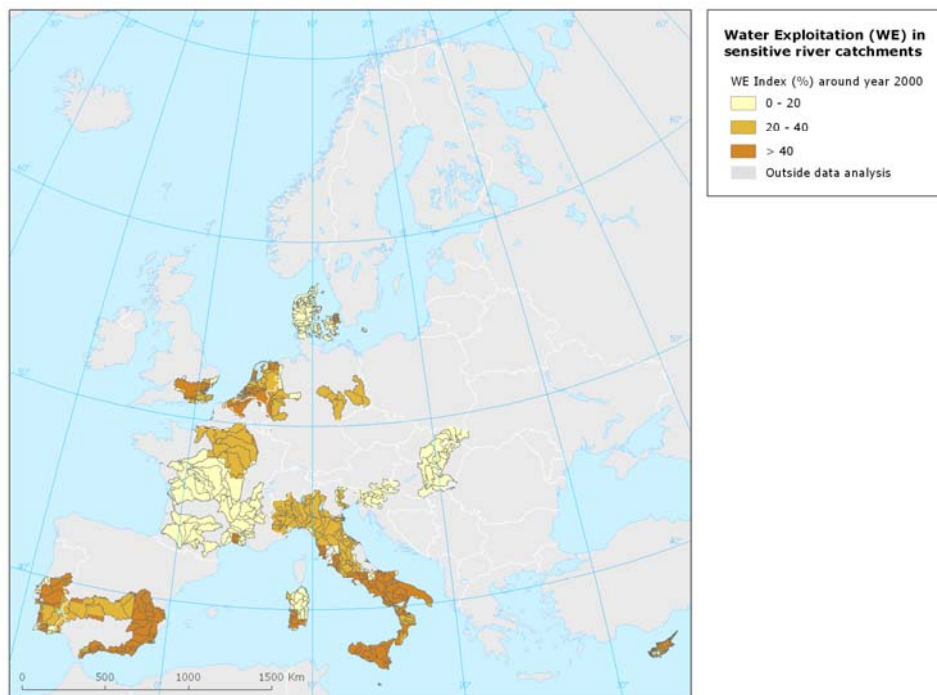 Water Exploitation (WE) in
sensitive river catchments
WE Index (%) around year 2000
0 - 20
20 - 40
> 40
Outside data analysis
0 500 1000 1500 Km